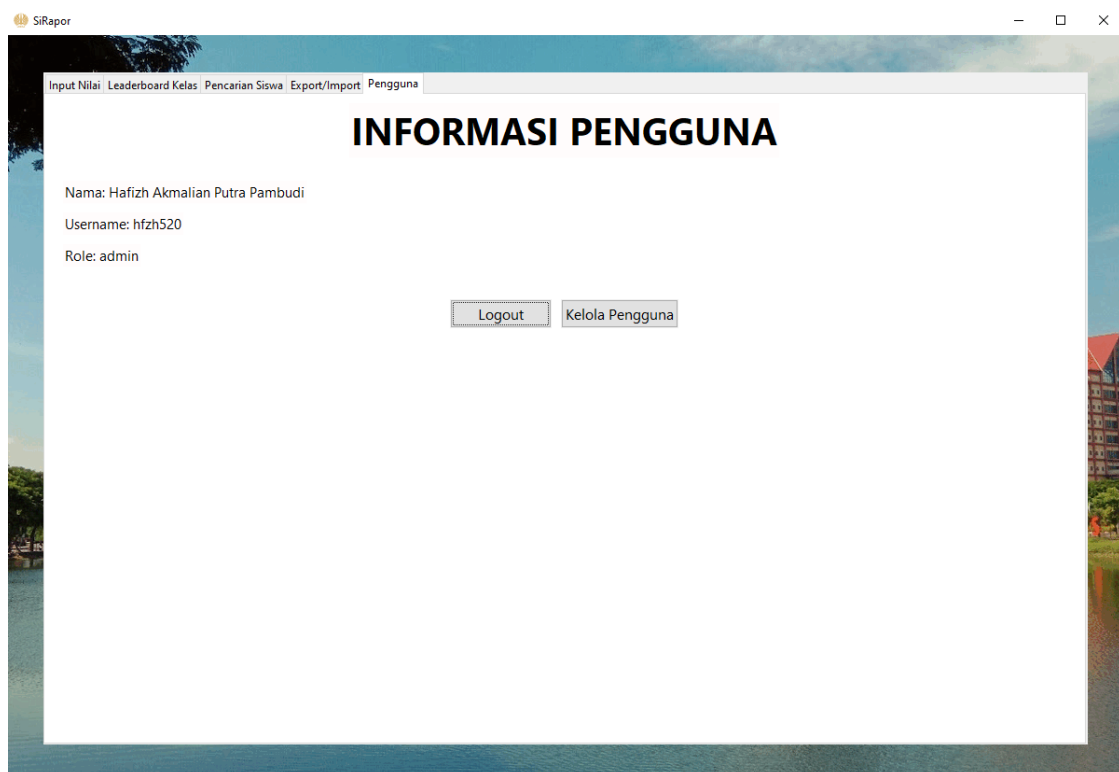 SiRapor
Input Nilai Leaderboard Kelas Pencarian Siswa Export/Import Pengguna
INFORMASI PENGGUNA
Nama: Hafizh Akmalian Putra Pambudi
Username: hfzh520
Role: admin
Logout Kelola Pengguna